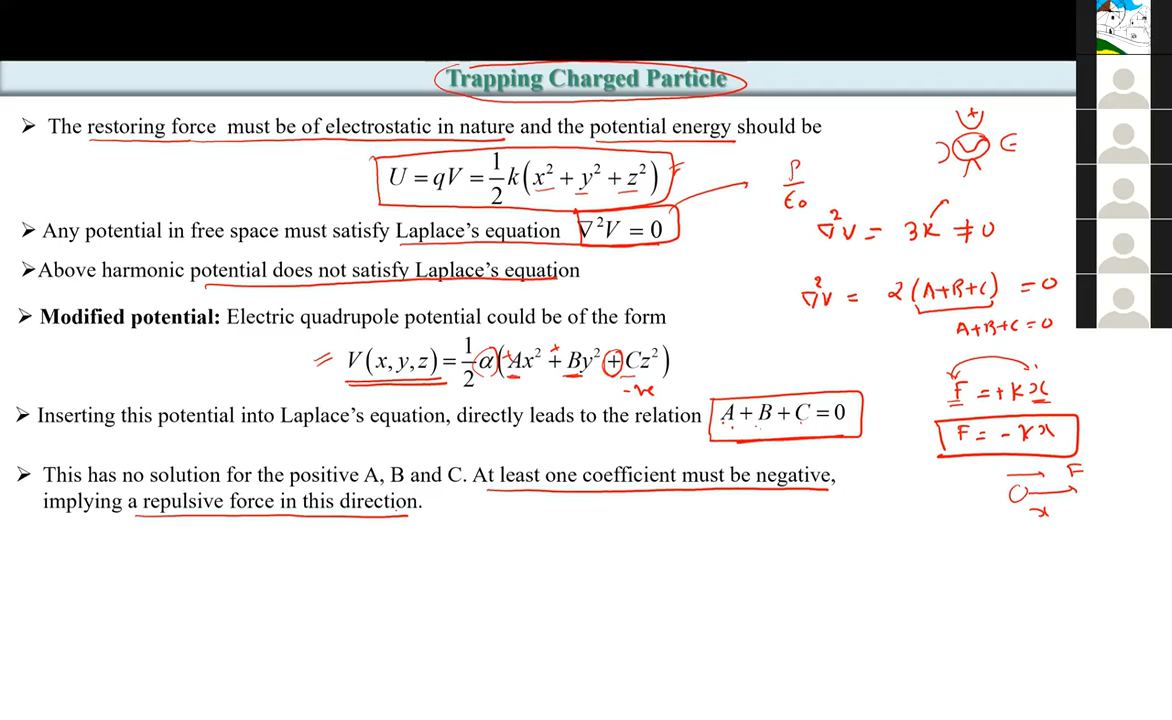 Trapping Charged Particle
➢ The restoring force must be of electrostatic in nature and the potential energy should be
U = qV = 1/2 k(x² + y² + z²)
ρ/ε₀
➢ Any potential in free space must satisfy Laplace's equation ∇²V = 0
∇²V = 3K ≠ 0
➢ Above harmonic potential does not satisfy Laplace's equation
∇²V = 2(A+B+C) = 0
A+B+C=0
➢ Modified potential: Electric quadrupole potential could be of the form
= V(x,y,z) = 1/2 α(Ax² + By² + Cz²)
+ +
-ve
F = +Kx
➢ Inserting this potential into Laplace's equation, directly leads to the relation A + B + C = 0
F = -Kx
➢ This has no solution for the positive A, B and C. At least one coefficient must be negative,
implying a repulsive force in this direction.
F
x